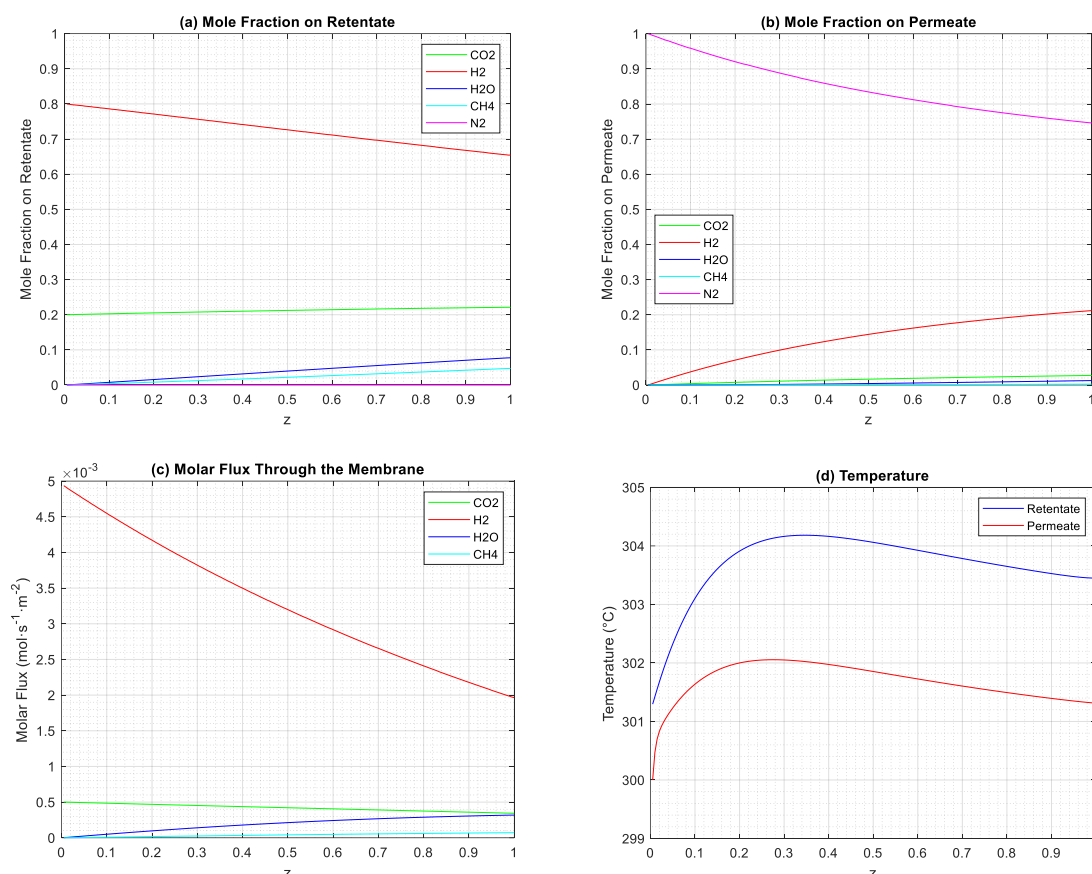 (a) Mole Fraction on Retentate
Mole Fraction on Retentate
1
0.9
0.8
0.7
0.6
0.5
0.4
0.3
0.2
0.1
0
CO2
H2
H2O
CH4
N2
0 0.1 0.2 0.3 0.4 0.5 0.6 0.7 0.8 0.9 1
z
(b) Mole Fraction on Permeate
Mole Fraction on Permeate
1
0.9
0.8
0.7
0.6
0.5
0.4
0.3
0.2
0.1
0
CO2
H2
H2O
CH4
N2
0 0.1 0.2 0.3 0.4 0.5 0.6 0.7 0.8 0.9 1
z
(c) Molar Flux Through the Membrane
×10⁻³
Molar Flux (mol·s⁻¹·m⁻²)
5
4.5
4
3.5
3
2.5
2
1.5
1
0.5
0
CO2
H2
H2O
CH4
0 0.1 0.2 0.3 0.4 0.5 0.6 0.7 0.8 0.9 1
z
(d) Temperature
Temperature (°C)
305
304
303
302
301
300
299
Retentate
Permeate
0 0.1 0.2 0.3 0.4 0.5 0.6 0.7 0.8 0.9 1
z